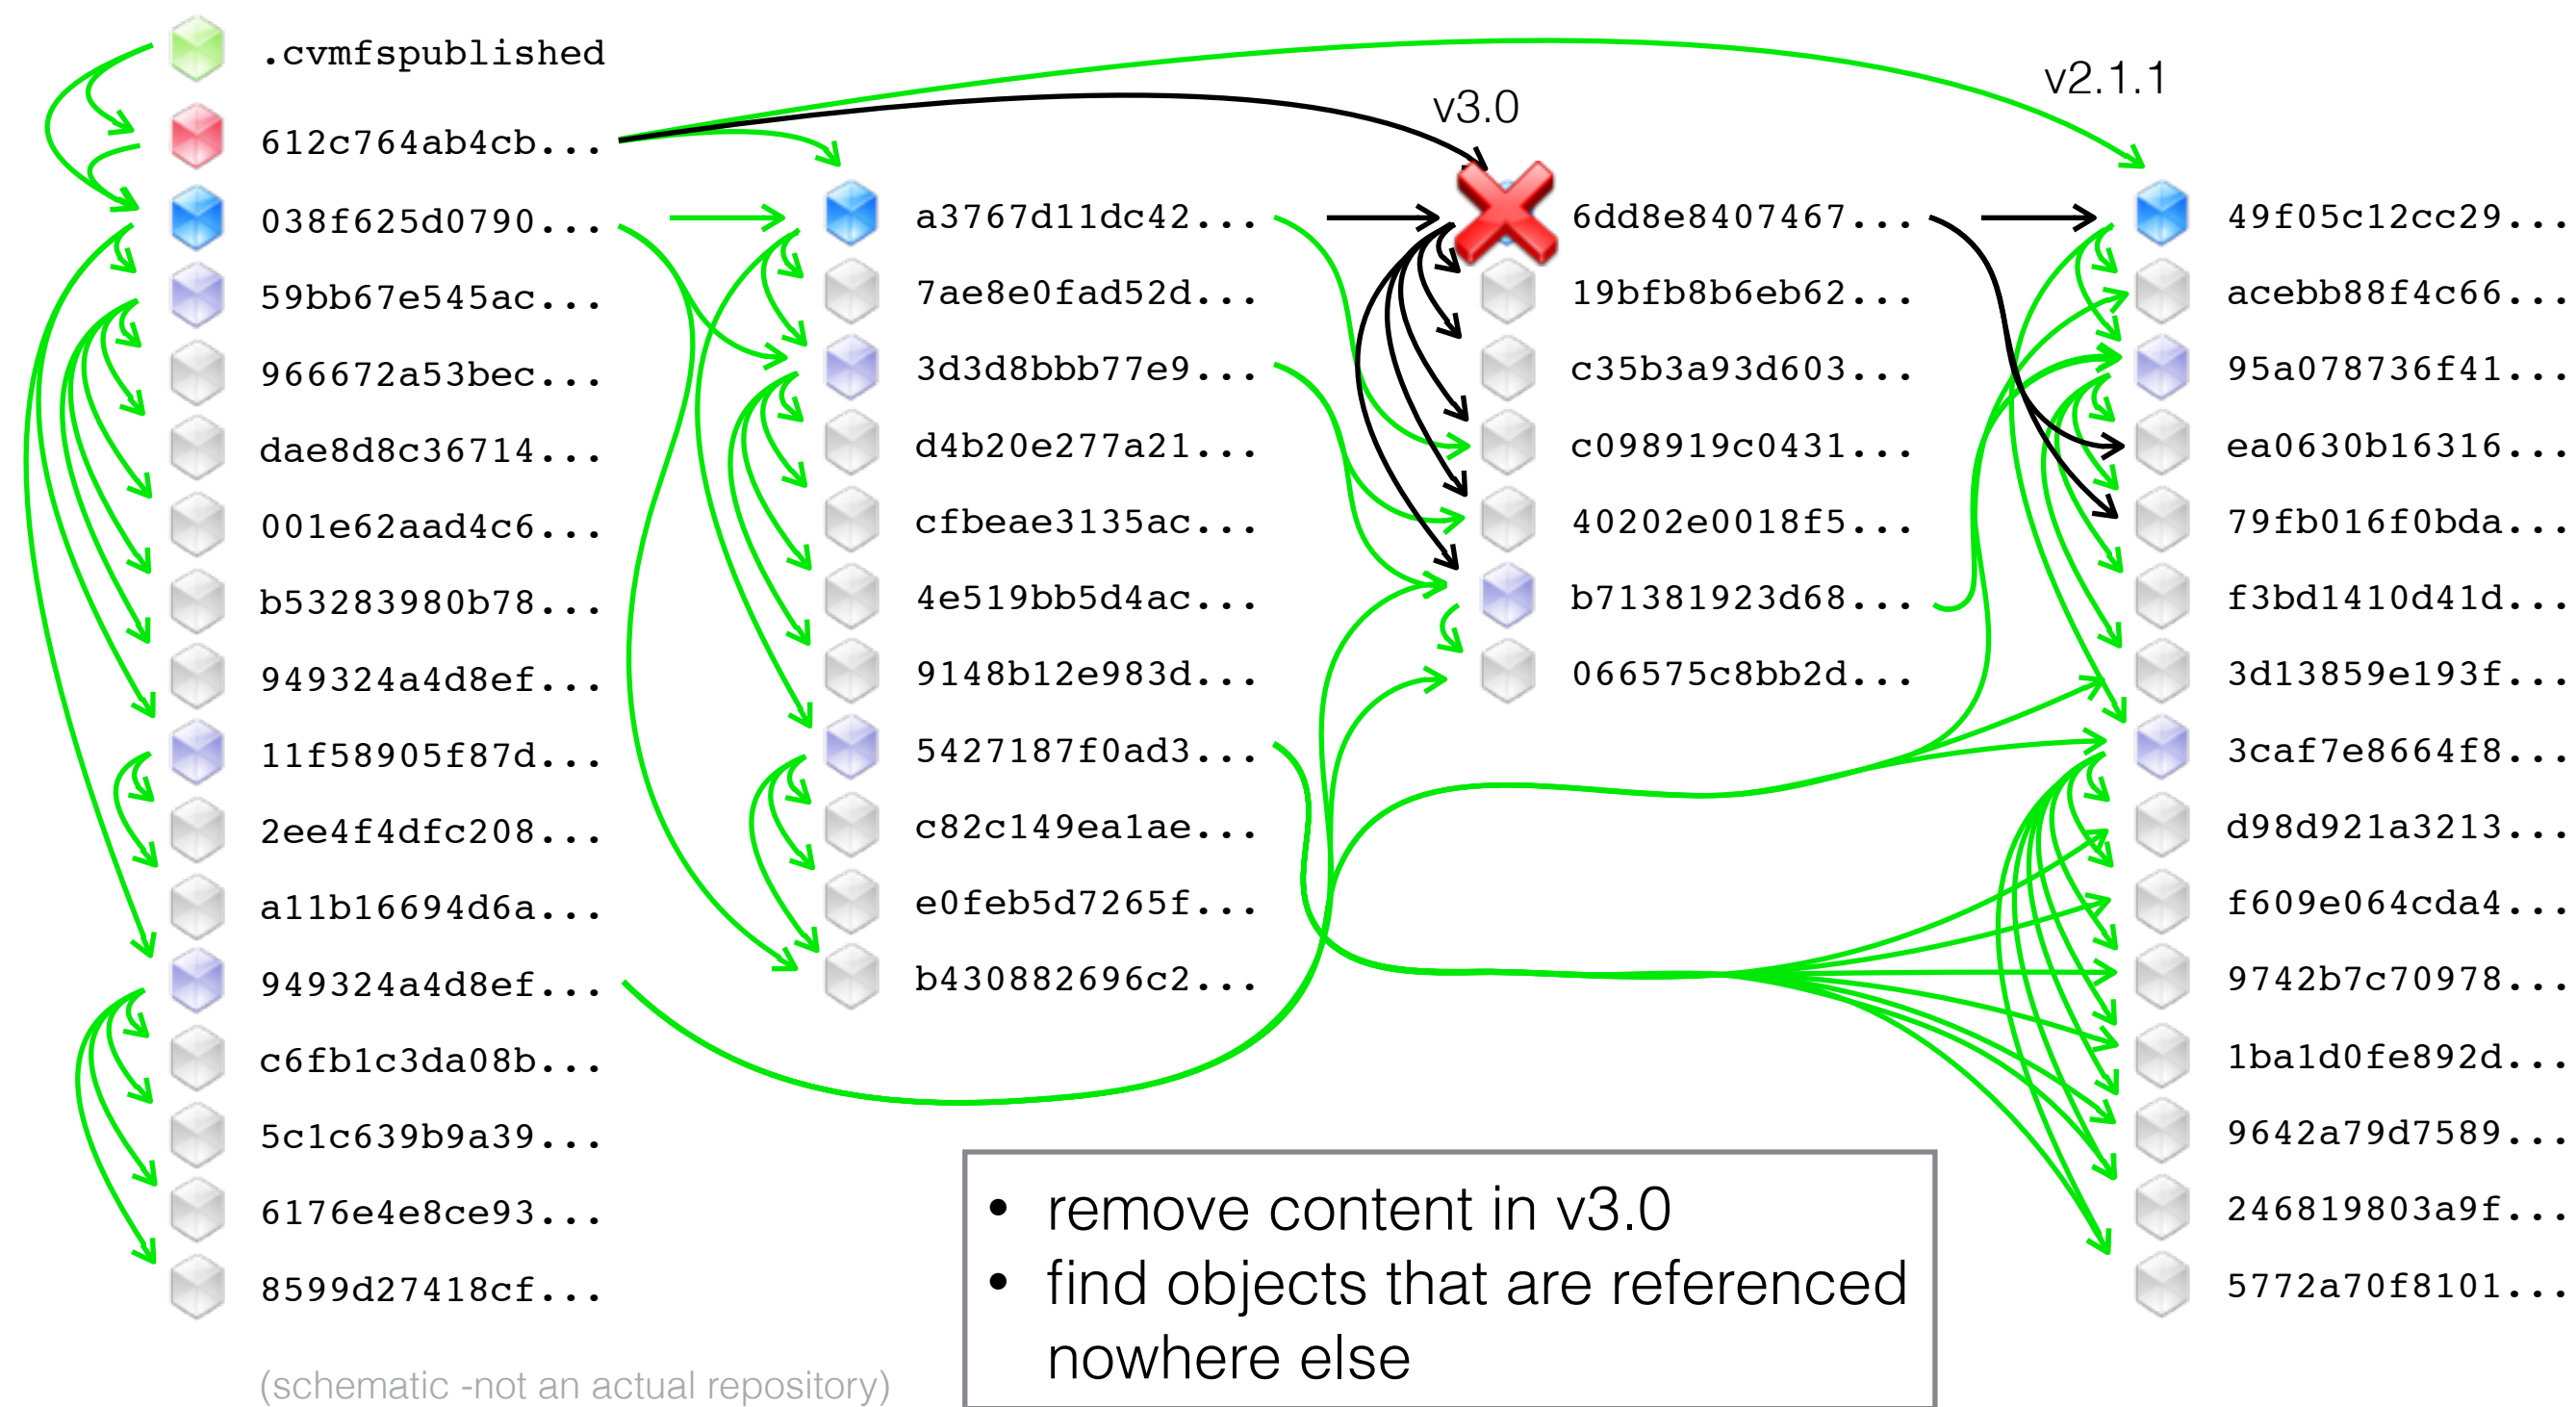 .cvmfspublished
612c764ab4cb...
038f625d0790...
59bb67e545ac...
966672a53bec...
dae8d8c36714...
001e62aad4c6...
b53283980b78...
949324a4d8ef...
11f58905f87d...
2ee4f4dfc208...
a11b16694d6a...
949324a4d8ef...
c6fb1c3da08b...
5c1c639b9a39...
6176e4e8ce93...
8599d27418cf...
(schematic -not an actual repository)
a3767d11dc42...
7ae8e0fad52d...
3d3d8bbb77e9...
d4b20e277a21...
cfbeae3135ac...
4e519bb5d4ac...
9148b12e983d...
5427187f0ad3...
c82c149ea1ae...
e0feb5d7265f...
b430882696c2...
v3.0
6dd8e8407467...
19bfb8b6eb62...
c35b3a93d603...
c098919c0431...
40202e0018f5...
b71381923d68...
066575c8bb2d...
v2.1.1
49f05c12cc29...
acebb88f4c66...
95a078736f41...
ea0630b16316...
79fb016f0bda...
f3bd1410d41d...
3d13859e193f...
3caf7e8664f8...
d98d921a3213...
f609e064cda4...
9742b7c70978...
1ba1d0fe892d...
9642a79d7589...
246819803a9f...
5772a70f8101...
• remove content in v3.0
• find objects that are referenced
nowhere else